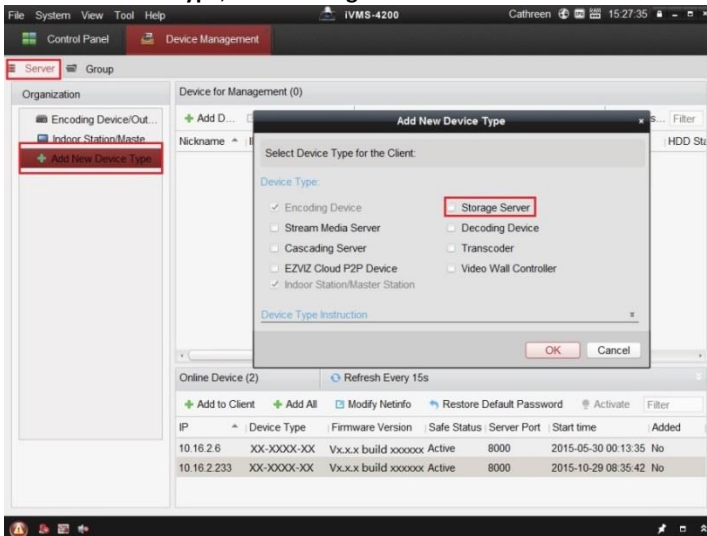 File System View Tool Help iVMS-4200 Cathreen 15:27:35
Control Panel Device Management
Server Group
Organization Device for Management (0)
Encoding Device/Out... Add D... Add New Device Type s... Filter
Indoor Station/Maste Nickname HDD Sta
Add New Device Type Select Device Type for the Client:
Device Type:
Encoding Device Storage Server
Stream Media Server Decoding Device
Cascading Server Transcoder
EZVIZ Cloud P2P Device Video Wall Controller
Indoor Station/Master Station
Device Type Instruction
OK Cancel
Online Device (2) Refresh Every 15s
Add to Client Add All Modify Netinfo Restore Default Password Activate Filter
IP Device Type Firmware Version Safe Status Server Port Start time Added
10.16.2.6 XX-XXXX-XX Vx.x.x build xxxxxx Active 8000 2015-05-30 00:13:35 No
10.16.2.233 XX-XXXX-XX Vx.x.x build xxxxxx Active 8000 2015-10-29 08:35:42 No